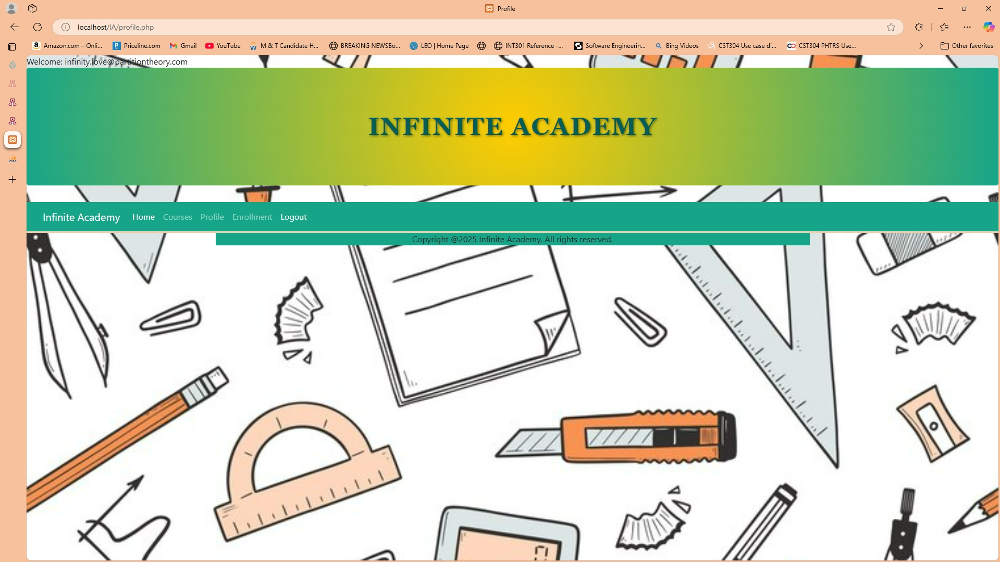 Profile
localhost/IA/profile.php
Amazon.com – Onli... Priceline.com Gmail YouTube M & T Candidate H... BREAKING NEWSBo... LEO | Home Page INT301 Reference -... Software Engineerin... Bing Videos CST304 Use case di... CST304 PHTRS Use... Other favorites
Welcome: infinity.love@partitiontheory.com
INFINITE ACADEMY
Infinite Academy Home Courses Profile Enrollment Logout
PMA
Copyright @2025 Infinite Academy. All rights reserved.
0